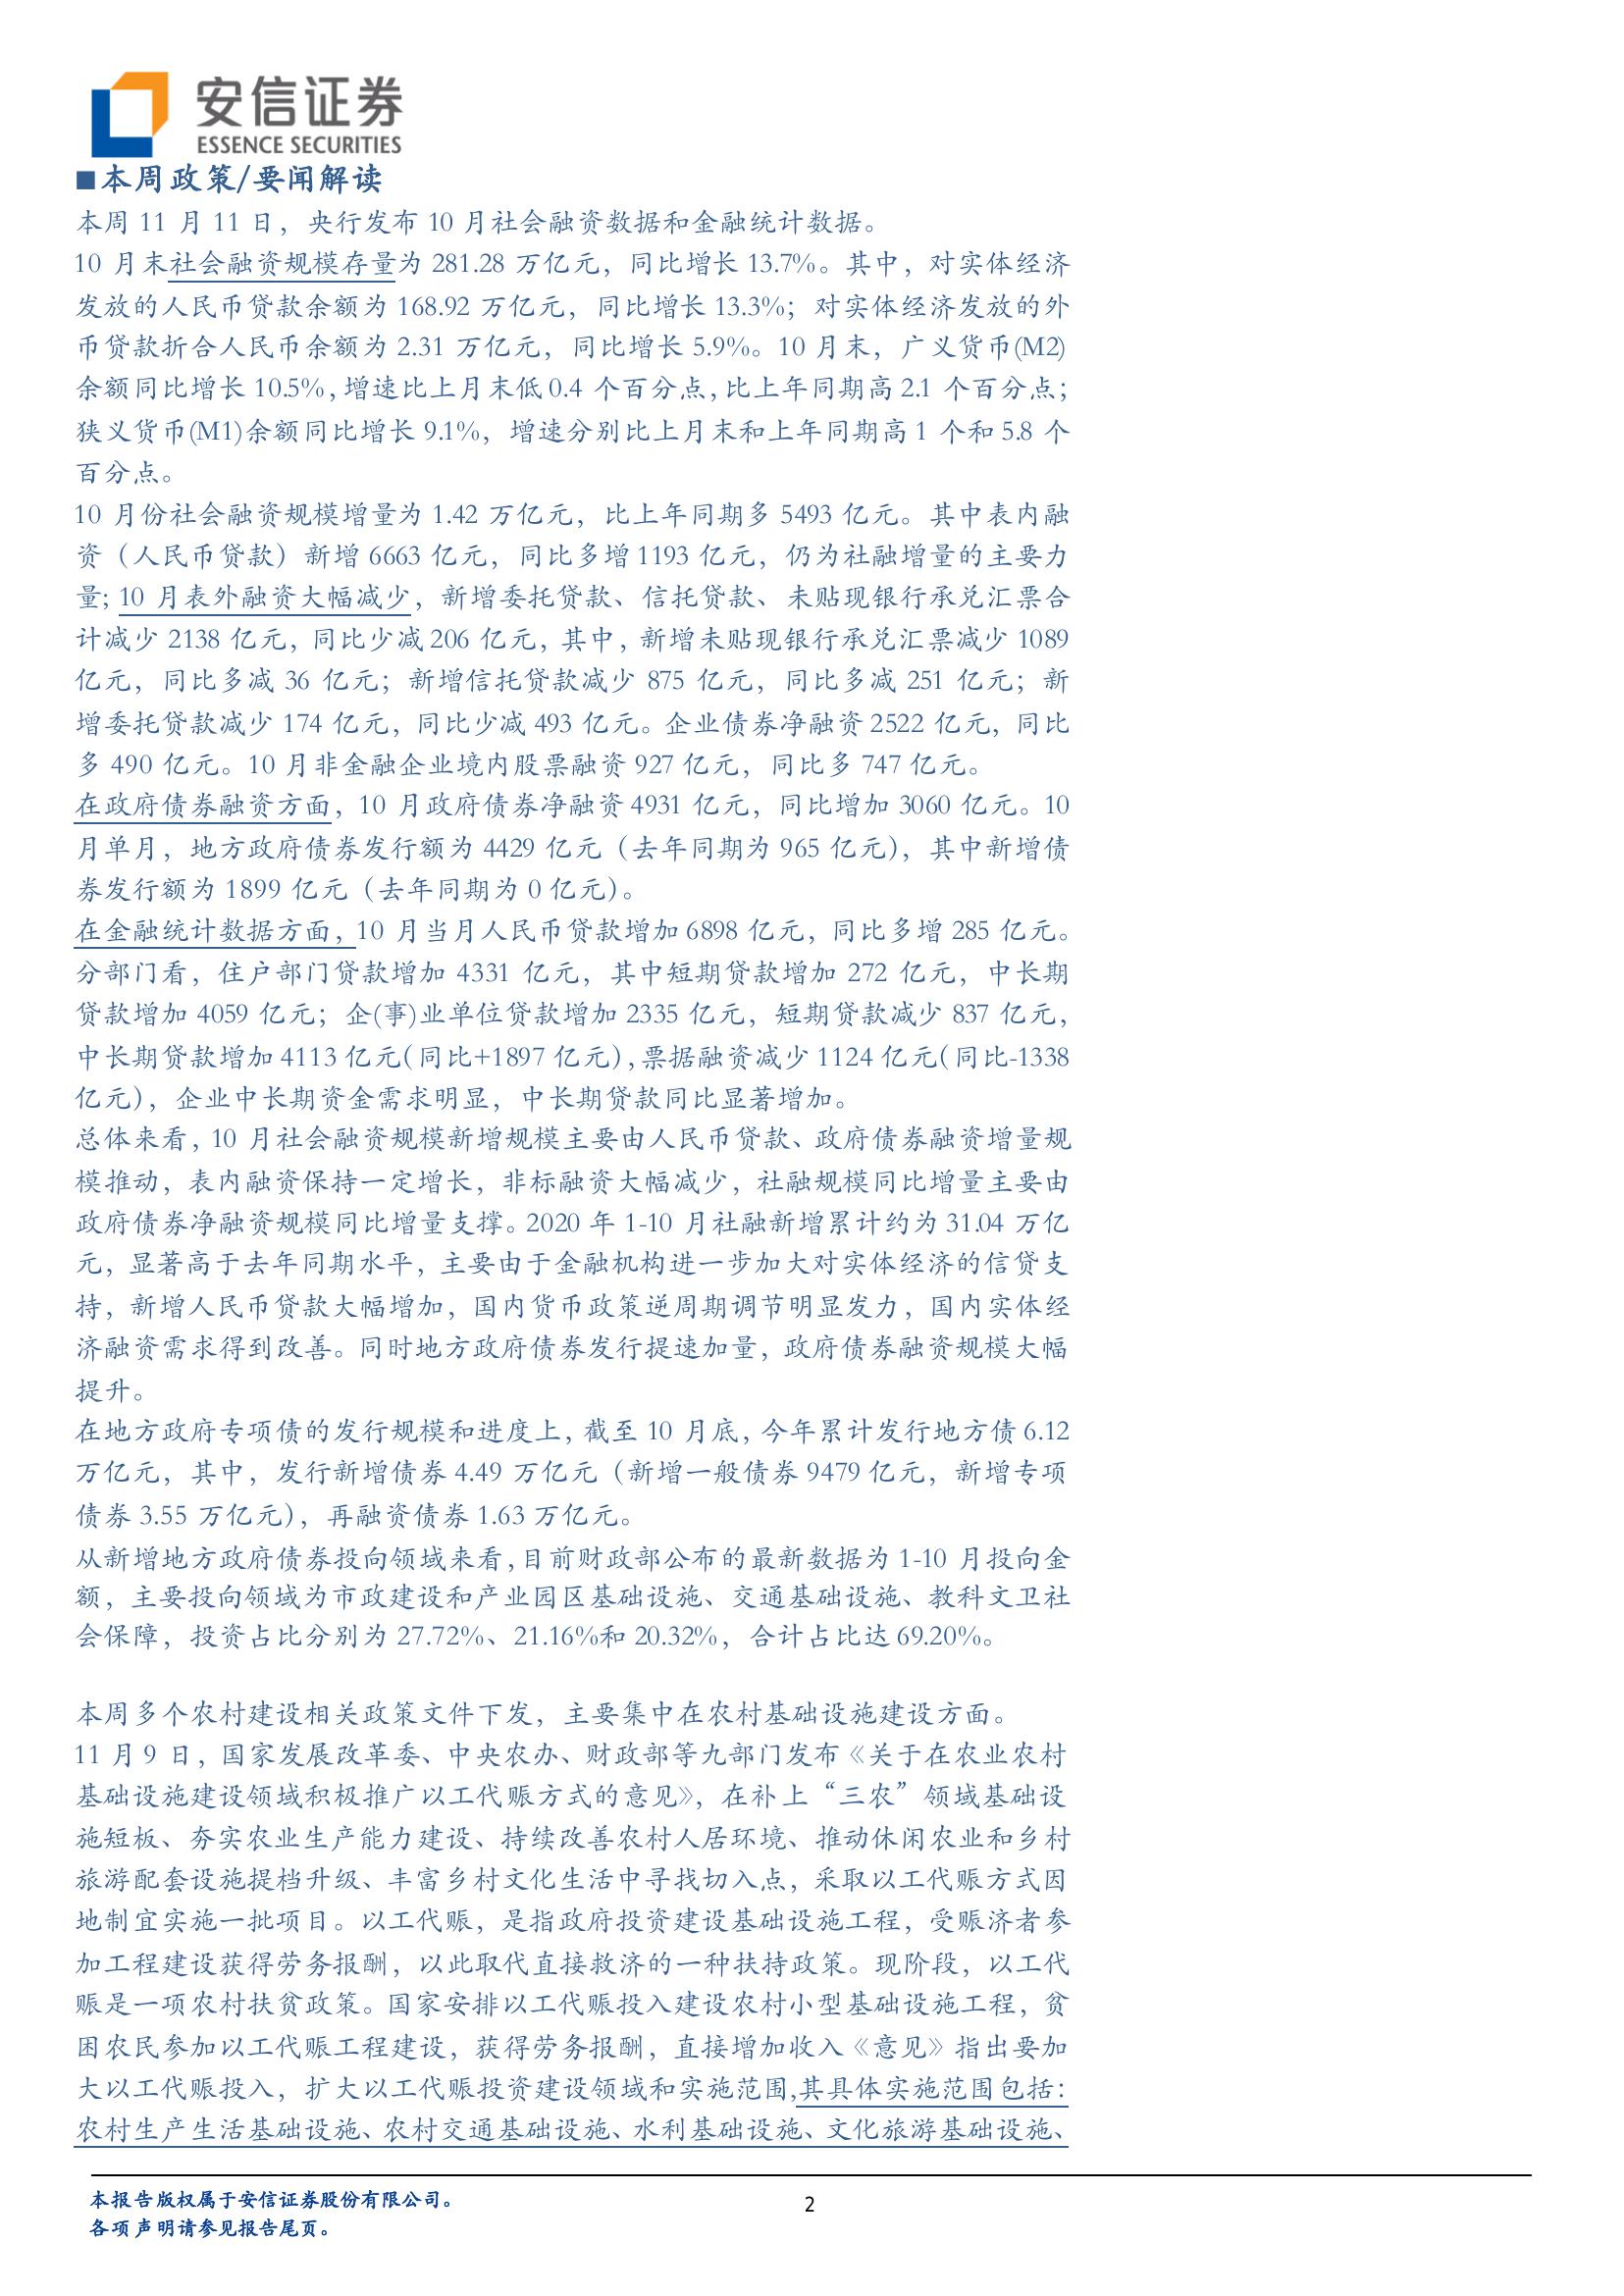 安信证券
ESSENCE SECURITIES
■本周政策/要闻解读
本周 11 月 11 日，央行发布 10 月社会融资数据和金融统计数据。
10 月末社会融资规模存量为 281.28 万亿元，同比增长 13.7%。其中，对实体经济
发放的人民币贷款余额为 168.92 万亿元，同比增长 13.3%；对实体经济发放的外
币贷款折合人民币余额为 2.31 万亿元，同比增长 5.9%。10 月末，广义货币(M2)
余额同比增长 10.5%,增速比上月末低 0.4 个百分点,比上年同期高 2.1 个百分点；
狭义货币(M1)余额同比增长 9.1%，增速分别比上月末和上年同期高 1 个和 5.8 个
百分点。
10 月份社会融资规模增量为 1.42 万亿元，比上年同期多 5493 亿元。其中表内融
资（人民币贷款）新增 6663 亿元，同比多增 1193 亿元，仍为社融增量的主要力
量; 10 月表外融资大幅减少，新增委托贷款、信托贷款、未贴现银行承兑汇票合
计减少 2138 亿元，同比少减 206 亿元，其中，新增未贴现银行承兑汇票减少 1089
亿元，同比多减 36 亿元；新增信托贷款减少 875 亿元，同比多减 251 亿元；新
增委托贷款减少 174 亿元，同比少减 493 亿元。企业债券净融资 2522 亿元，同比
多 490 亿元。10 月非金融企业境内股票融资 927 亿元，同比多 747 亿元。
在政府债券融资方面，10 月政府债券净融资 4931 亿元，同比增加 3060 亿元。10
月单月，地方政府债券发行额为 4429 亿元（去年同期为 965 亿元），其中新增债
券发行额为 1899 亿元（去年同期为 0 亿元）。
在金融统计数据方面，10 月当月人民币贷款增加 6898 亿元，同比多增 285 亿元。
分部门看，住户部门贷款增加 4331 亿元，其中短期贷款增加 272 亿元，中长期
贷款增加 4059 亿元；企(事)业单位贷款增加 2335 亿元，短期贷款减少 837 亿元，
中长期贷款增加 4113 亿元(同比+1897 亿元),票据融资减少 1124 亿元(同比-1338
亿元)，企业中长期资金需求明显，中长期贷款同比显著增加。
总体来看，10 月社会融资规模新增规模主要由人民币贷款、政府债券融资增量规
模推动，表内融资保持一定增长，非标融资大幅减少，社融规模同比增量主要由
政府债券净融资规模同比增量支撑。2020 年 1-10 月社融新增累计约为 31.04 万亿
元，显著高于去年同期水平，主要由于金融机构进一步加大对实体经济的信贷支
持，新增人民币贷款大幅增加，国内货币政策逆周期调节明显发力，国内实体经
济融资需求得到改善。同时地方政府债券发行提速加量，政府债券融资规模大幅
提升。
在地方政府专项债的发行规模和进度上，截至 10 月底，今年累计发行地方债 6.12
万亿元，其中，发行新增债券 4.49 万亿元（新增一般债券 9479 亿元，新增专项
债券 3.55 万亿元），再融资债券 1.63 万亿元。
从新增地方政府债券投向领域来看,目前财政部公布的最新数据为 1-10 月投向金
额，主要投向领域为市政建设和产业园区基础设施、交通基础设施、教科文卫社
会保障，投资占比分别为 27.72%、21.16%和 20.32%，合计占比达 69.20%。
本周多个农村建设相关政策文件下发，主要集中在农村基础设施建设方面。
11 月 9 日，国家发展改革委、中央农办、财政部等九部门发布《关于在农业农村
基础设施建设领域积极推广以工代赈方式的意见》，在补上“三农”领域基础设
施短板、夯实农业生产能力建设、持续改善农村人居环境、推动休闲农业和乡村
旅游配套设施提档升级、丰富乡村文化生活中寻找切入点，采取以工代赈方式因
地制宜实施一批项目。以工代赈，是指政府投资建设基础设施工程，受赈济者参
加工程建设获得劳务报酬，以此取代直接救济的一种扶持政策。现阶段，以工代
赈是一项农村扶贫政策。国家安排以工代赈投入建设农村小型基础设施工程，贫
困农民参加以工代赈工程建设，获得劳务报酬，直接增加收入《意见》指出要加
大以工代赈投入，扩大以工代赈投资建设领域和实施范围,其具体实施范围包括：
农村生产生活基础设施、农村交通基础设施、水利基础设施、文化旅游基础设施、
本报告版权属于安信证券股份有限公司。
2
各项声明请参见报告尾页。